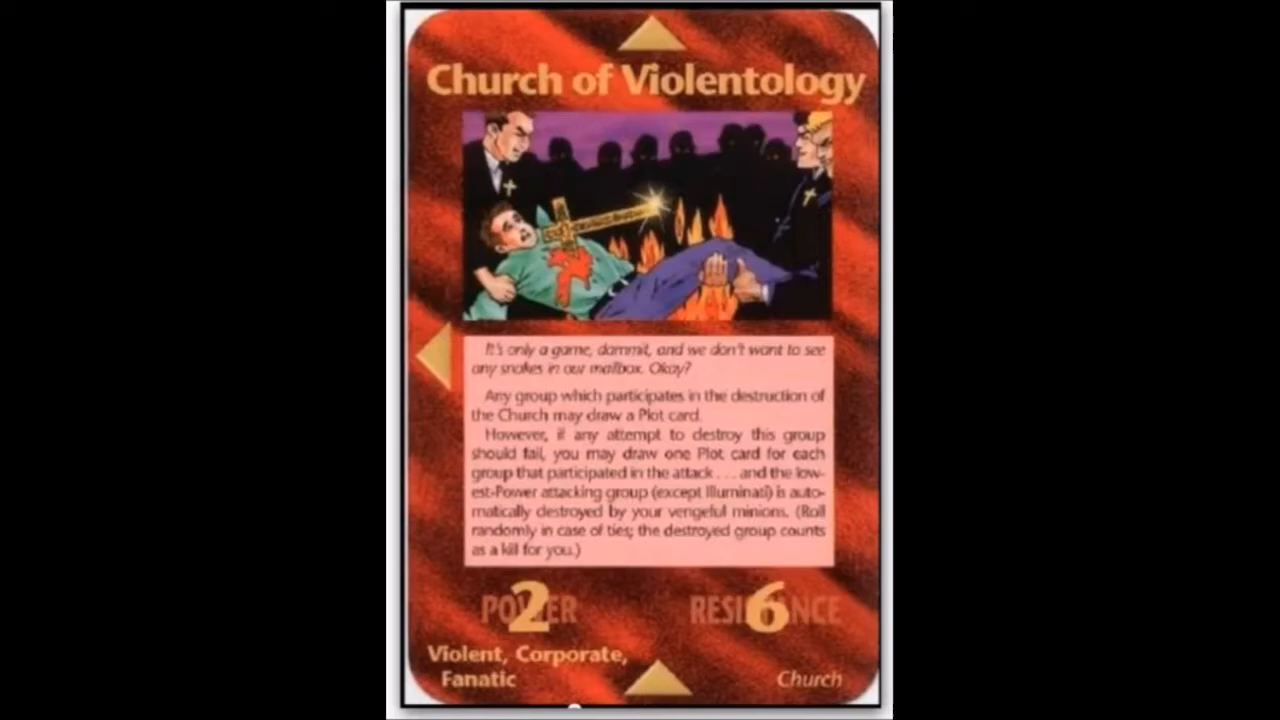 Church of Violentology
It's only a game, dammit, and we don't want to see
any snakes in our mailbox. Okay?
Any group which participates in the destruction of
the Church may draw a Plot card.
However, if any attempt to destroy this group
should fail, you may draw one Plot card for each
group that participated in the attack . . . and the low-
est-Power attacking group (except Illuminati) is auto-
matically destroyed by your vengeful minions. (Roll
randomly in case of ties; the destroyed group counts
as a kill for you.)
POWER 2 RESISTANCE 6
Violent, Corporate,
Fanatic
Church